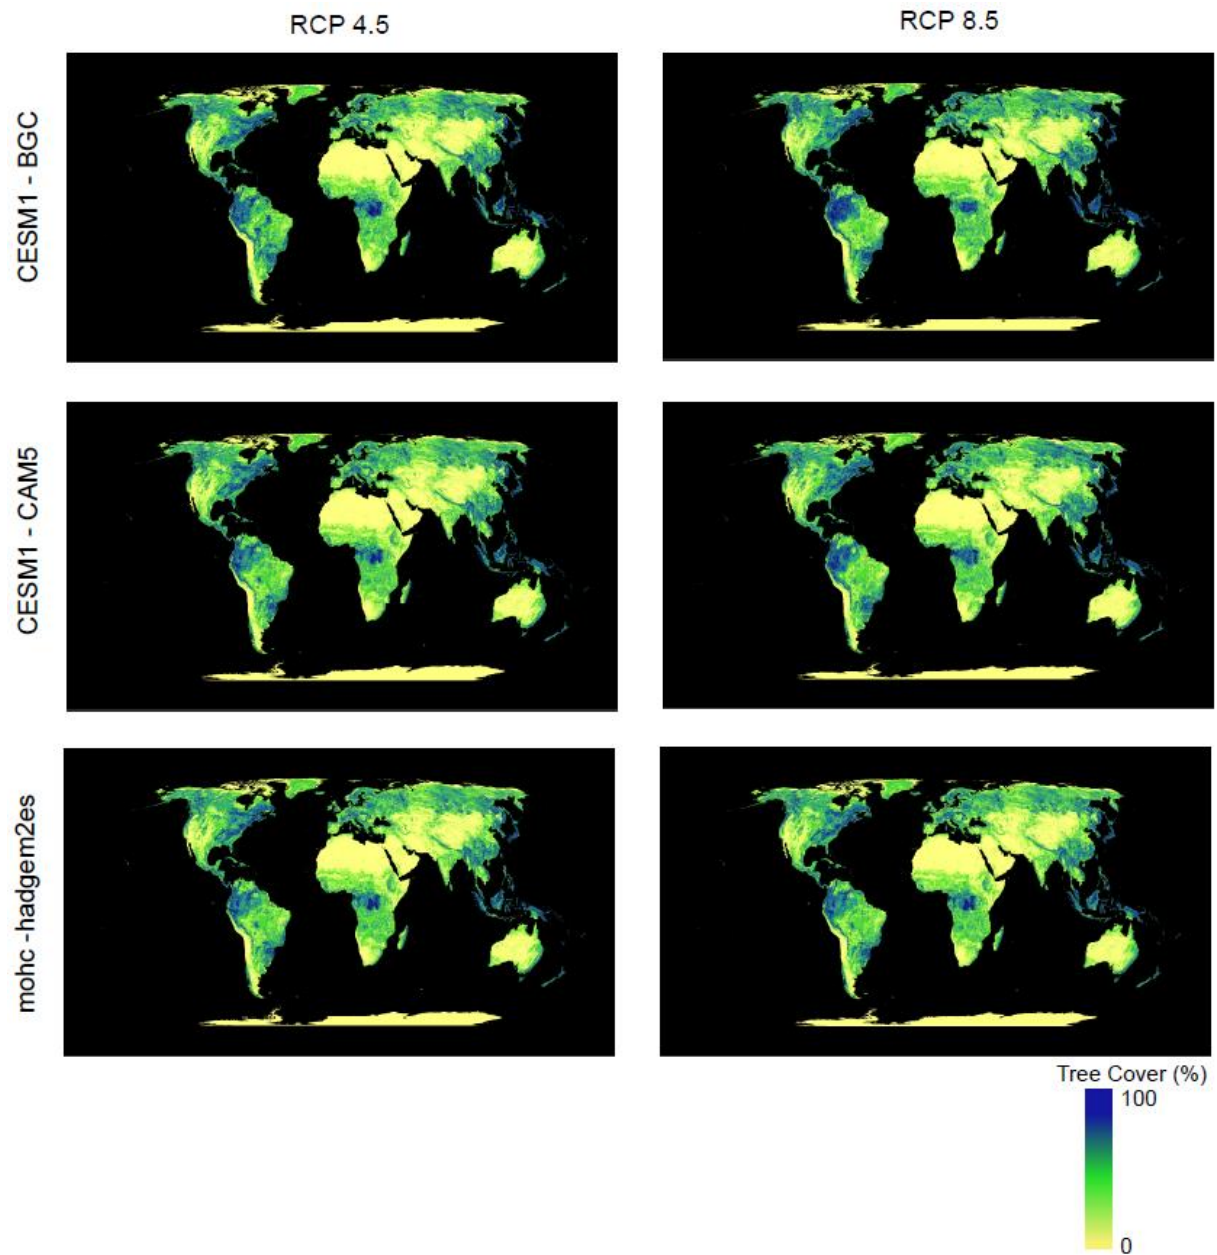 RCP 4.5
RCP 8.5
CESM1 - BGC
CESM1 - CAM5
mohc -hadgem2es
Tree Cover (%)
100
0